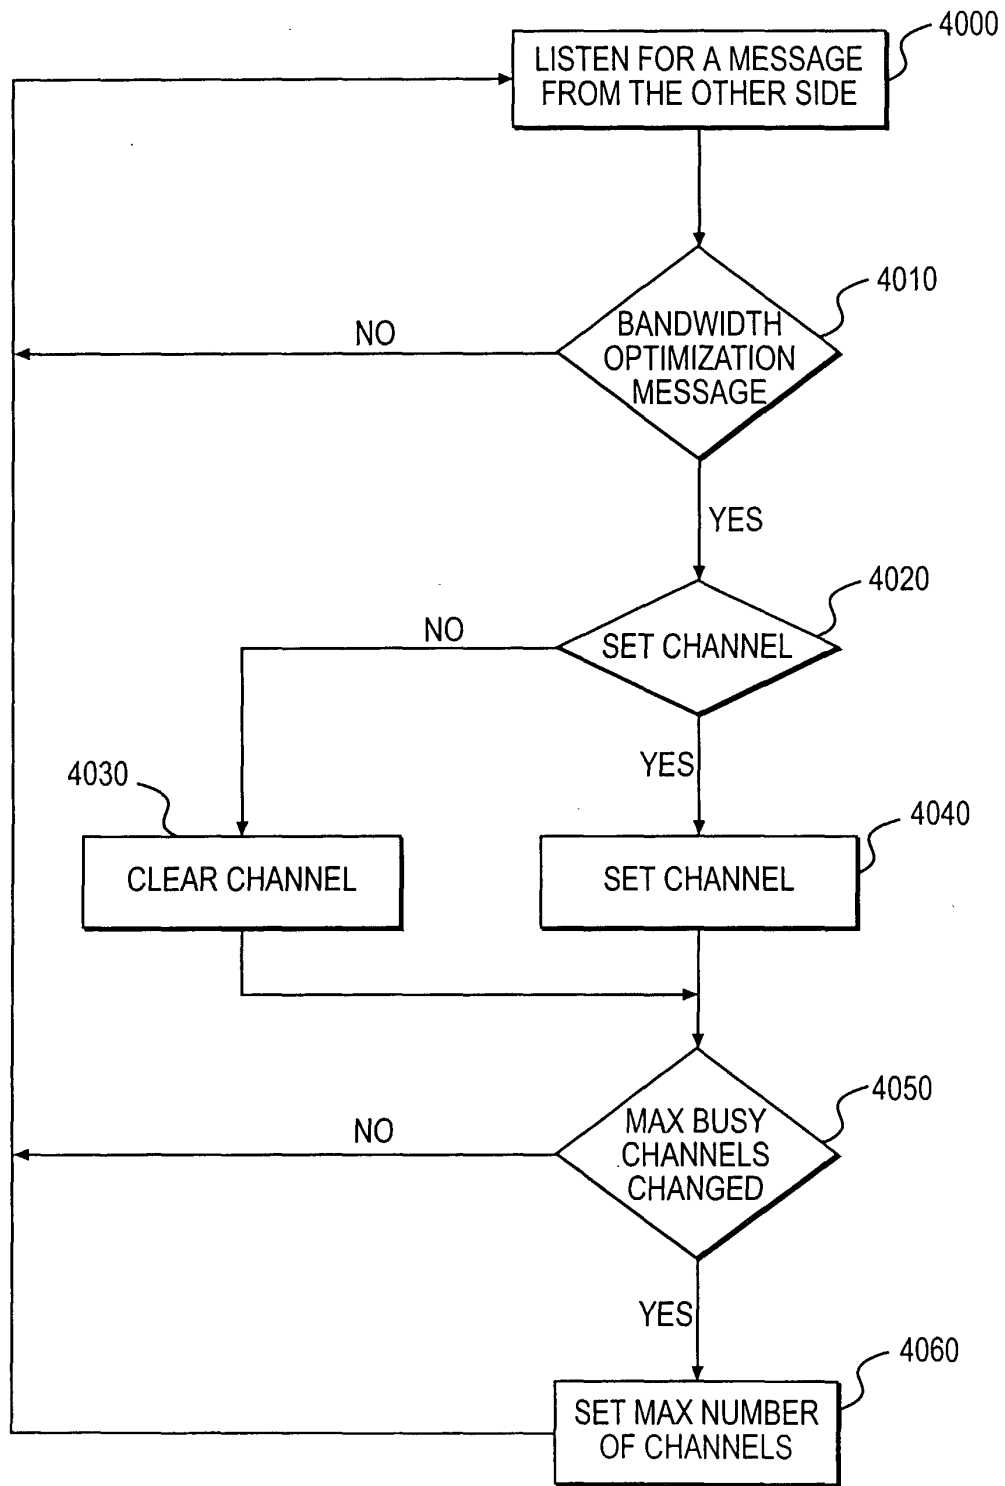 4000
LISTEN FOR A MESSAGE
FROM THE OTHER SIDE
4010
BANDWIDTH
OPTIMIZATION
MESSAGE
NO
YES
4020
SET CHANNEL
NO
YES
4030
CLEAR CHANNEL
4040
SET CHANNEL
4050
MAX BUSY
CHANNELS
CHANGED
NO
YES
4060
SET MAX NUMBER
OF CHANNELS